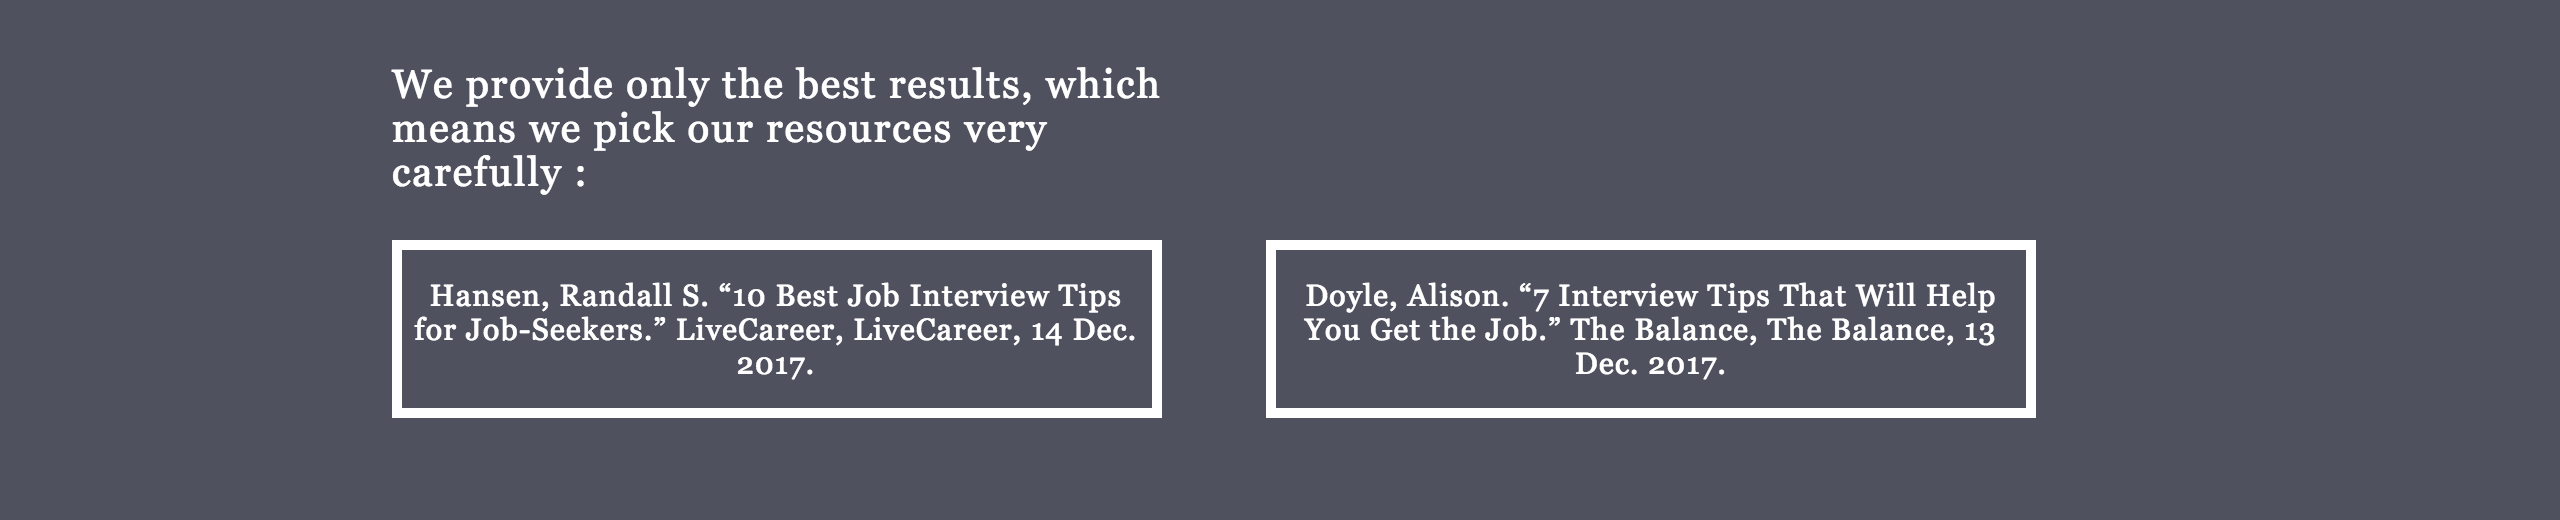 We provide only the best results, which
means we pick our resources very
carefully :
Hansen, Randall S. “10 Best Job Interview Tips
for Job-Seekers.” LiveCareer, LiveCareer, 14 Dec.
2017.
Doyle, Alison. “7 Interview Tips That Will Help
You Get the Job.” The Balance, The Balance, 13
Dec. 2017.